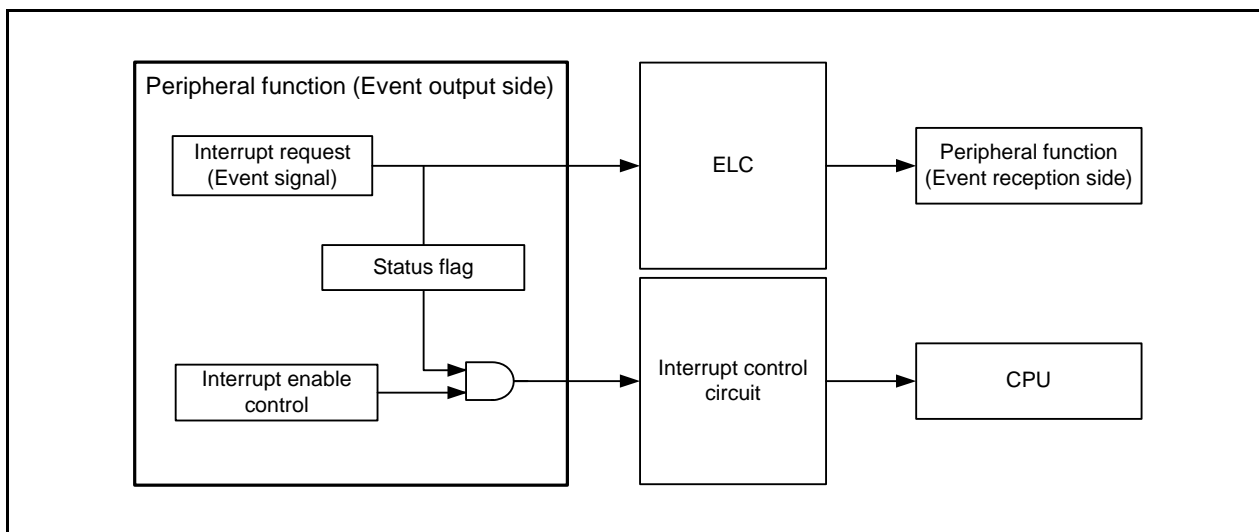 Peripheral function (Event output side)
Interrupt request
(Event signal)
ELC
Peripheral function
(Event reception side)
Status flag
Interrupt enable
control
Interrupt control
circuit
CPU